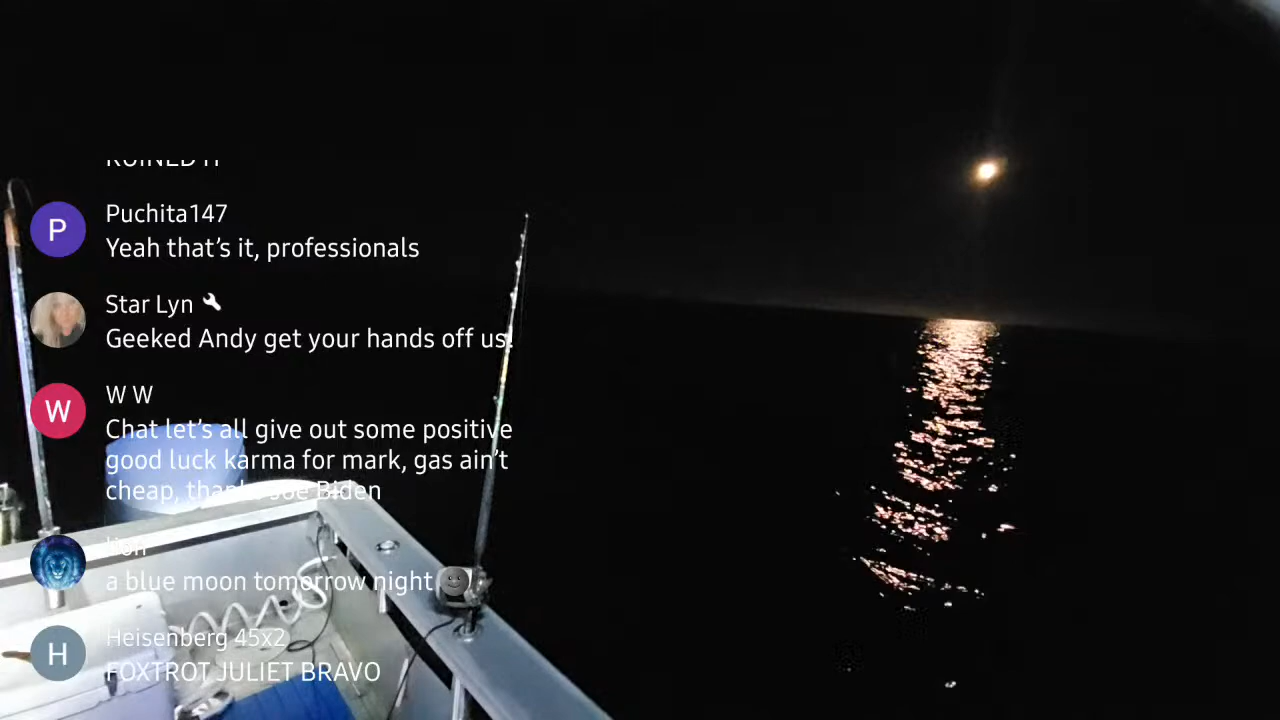 P
Puchita147
Yeah that's it, professionals
Star Lyn
Geeked Andy get your hands off us!
W
W W
Chat let's all give out some positive
good luck karma for mark, gas ain't
cheap, thanks Joe Biden
lion
a blue moon tomorrow night
H
Heisenberg 45x2
FOXTROT JULIET BRAVO